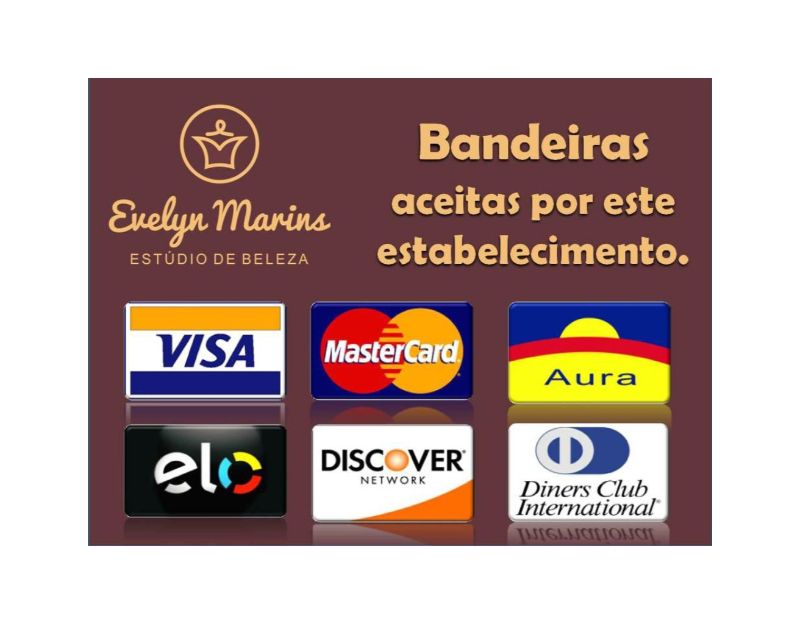 Evelyn Marins
ESTÚDIO DE BELEZA
Bandeiras
aceitas por este
estabelecimento.
VISA
MasterCard
Aura
elo
DISCOVER®
NETWORK
Diners Club
International®